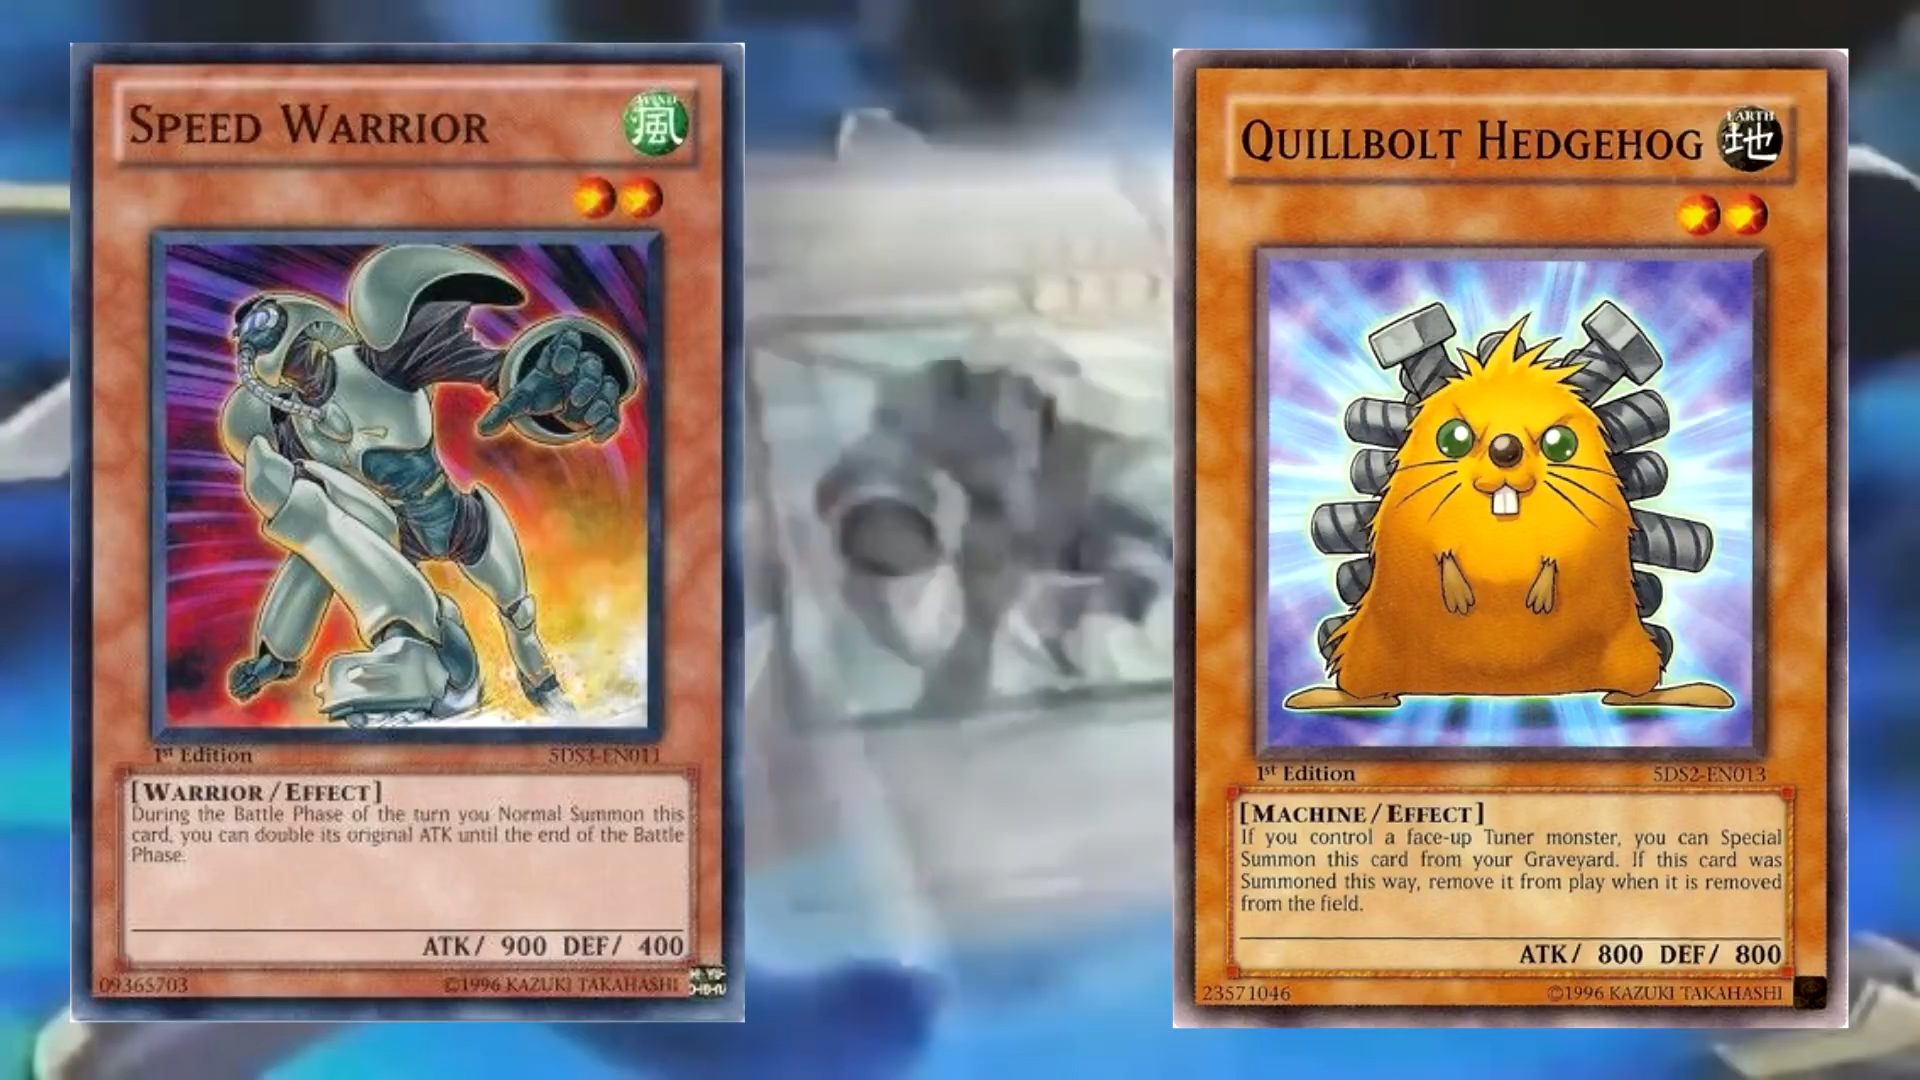 SPEED WARRIOR
WIND
風
1st Edition
5DS3-EN011
[WARRIOR/EFFECT]
During the Battle Phase of the turn you Normal Summon this
card, you can double its original ATK until the end of the Battle
Phase.
ATK/ 900 DEF/ 400
09365703
©1996 KAZUKI TAKAHASHI
QUILLBOLT HEDGEHOG
EARTH
地
1st Edition
5DS2-EN013
[MACHINE/EFFECT]
If you control a face-up Tuner monster, you can Special
Summon this card from your Graveyard. If this card was
Summoned this way, remove it from play when it is removed
from the field.
ATK/ 800 DEF/ 800
23571046
©1996 KAZUKI TAKAHASHI